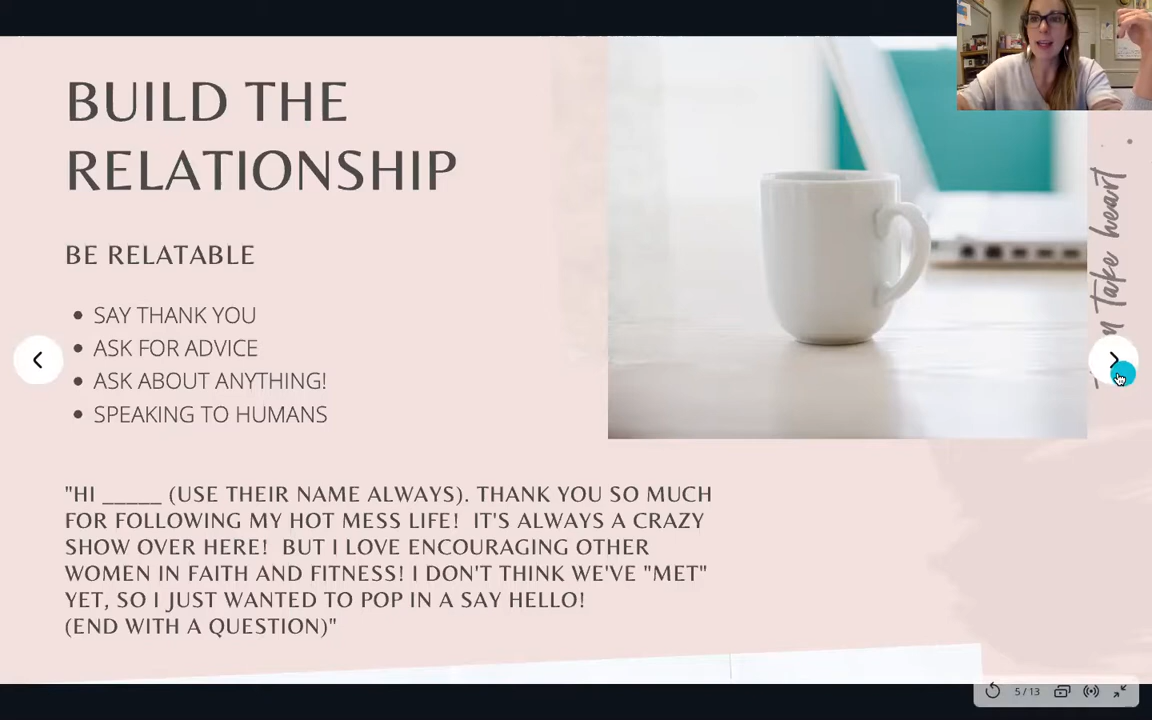 BUILD THE
RELATIONSHIP
BE RELATABLE
• SAY THANK YOU
• ASK FOR ADVICE
• ASK ABOUT ANYTHING!
• SPEAKING TO HUMANS
"HI _____ (USE THEIR NAME ALWAYS). THANK YOU SO MUCH
FOR FOLLOWING MY HOT MESS LIFE! IT'S ALWAYS A CRAZY
SHOW OVER HERE! BUT I LOVE ENCOURAGING OTHER
WOMEN IN FAITH AND FITNESS! I DON'T THINK WE'VE "MET"
YET, SO I JUST WANTED TO POP IN A SAY HELLO!
(END WITH A QUESTION)"
take heart
5/13